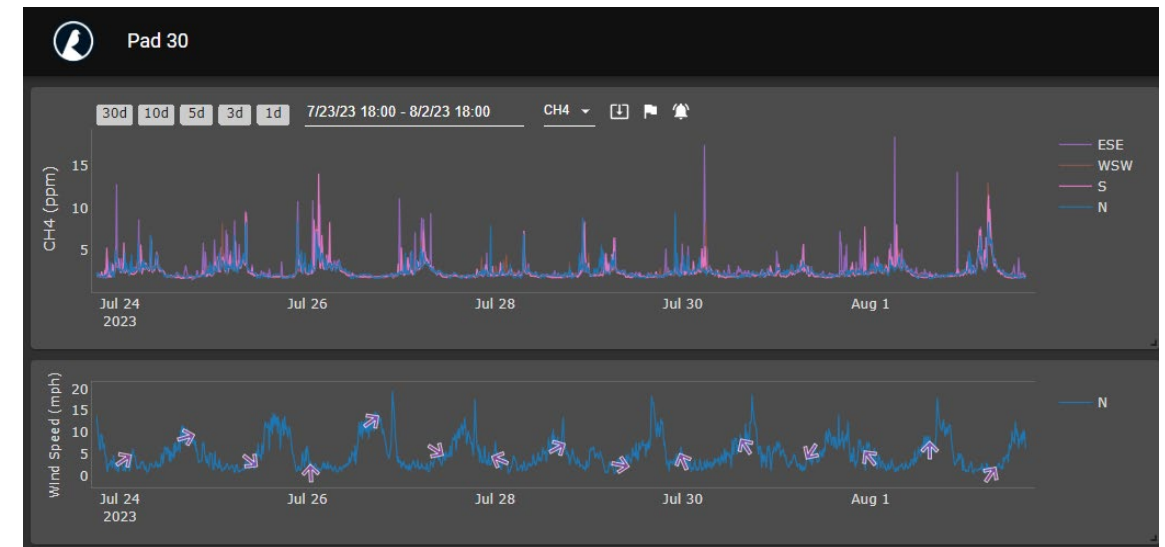 Pad 30
30d 10d 5d 3d 1d 7/23/23 18:00 - 8/2/23 18:00 CH4
CH4 (ppm)
15
10
5
ESE
WSW
S
N
Jul 24 Jul 26 Jul 28 Jul 30 Aug 1
2023
Wind Speed (mph)
20
15
10
5
0
N
Jul 24 Jul 26 Jul 28 Jul 30 Aug 1
2023